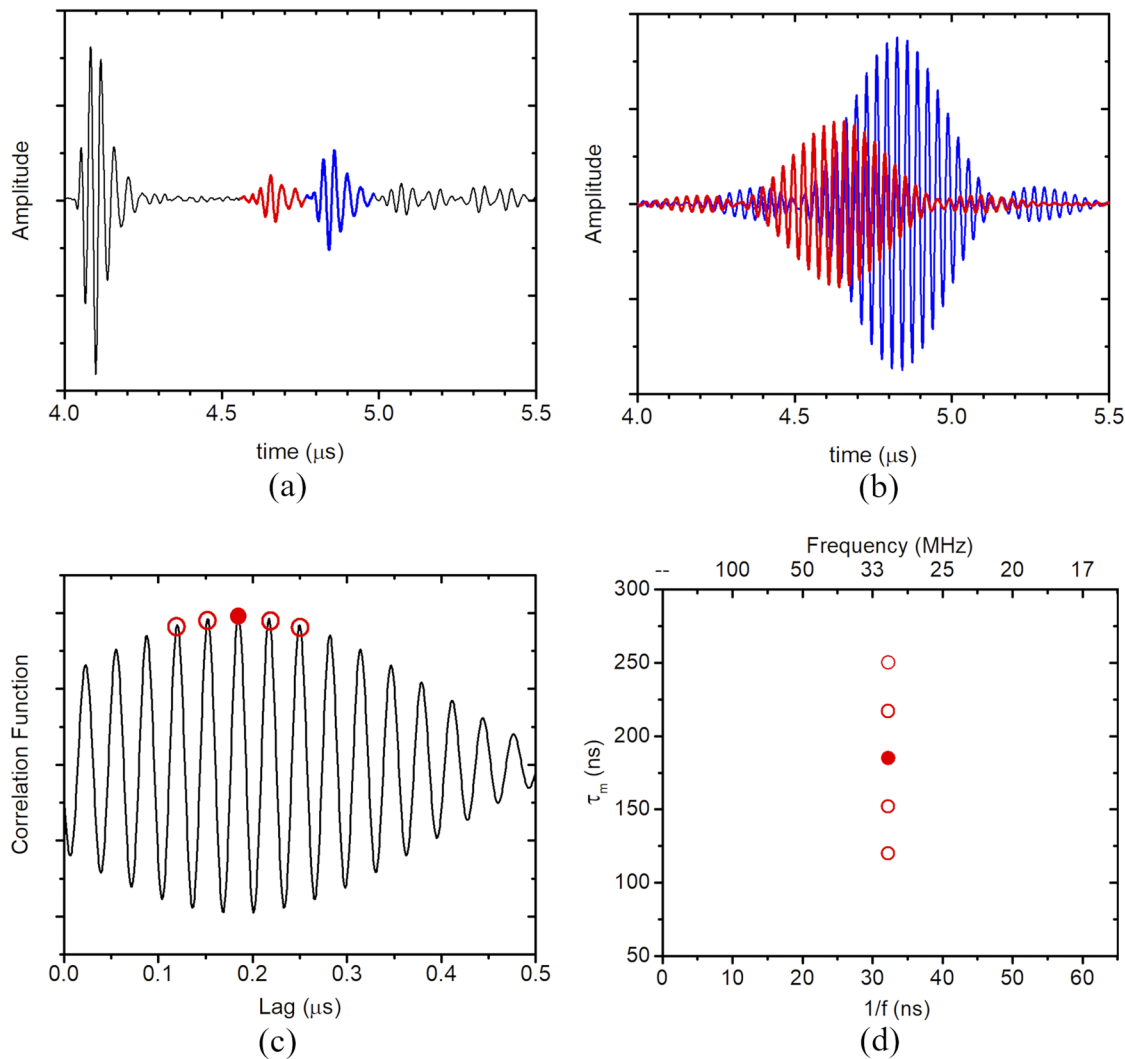 Amplitude
4.0 4.5 5.0 5.5
time (μs)
(a)
Amplitude
4.0 4.5 5.0 5.5
time (μs)
(b)
Correlation Function
0.0 0.1 0.2 0.3 0.4 0.5
Lag (μs)
(c)
Frequency (MHz)
-- 100 50 33 25 20 17
300
250
200
150
100
50
τm (ns)
0 10 20 30 40 50 60
1/f (ns)
(d)